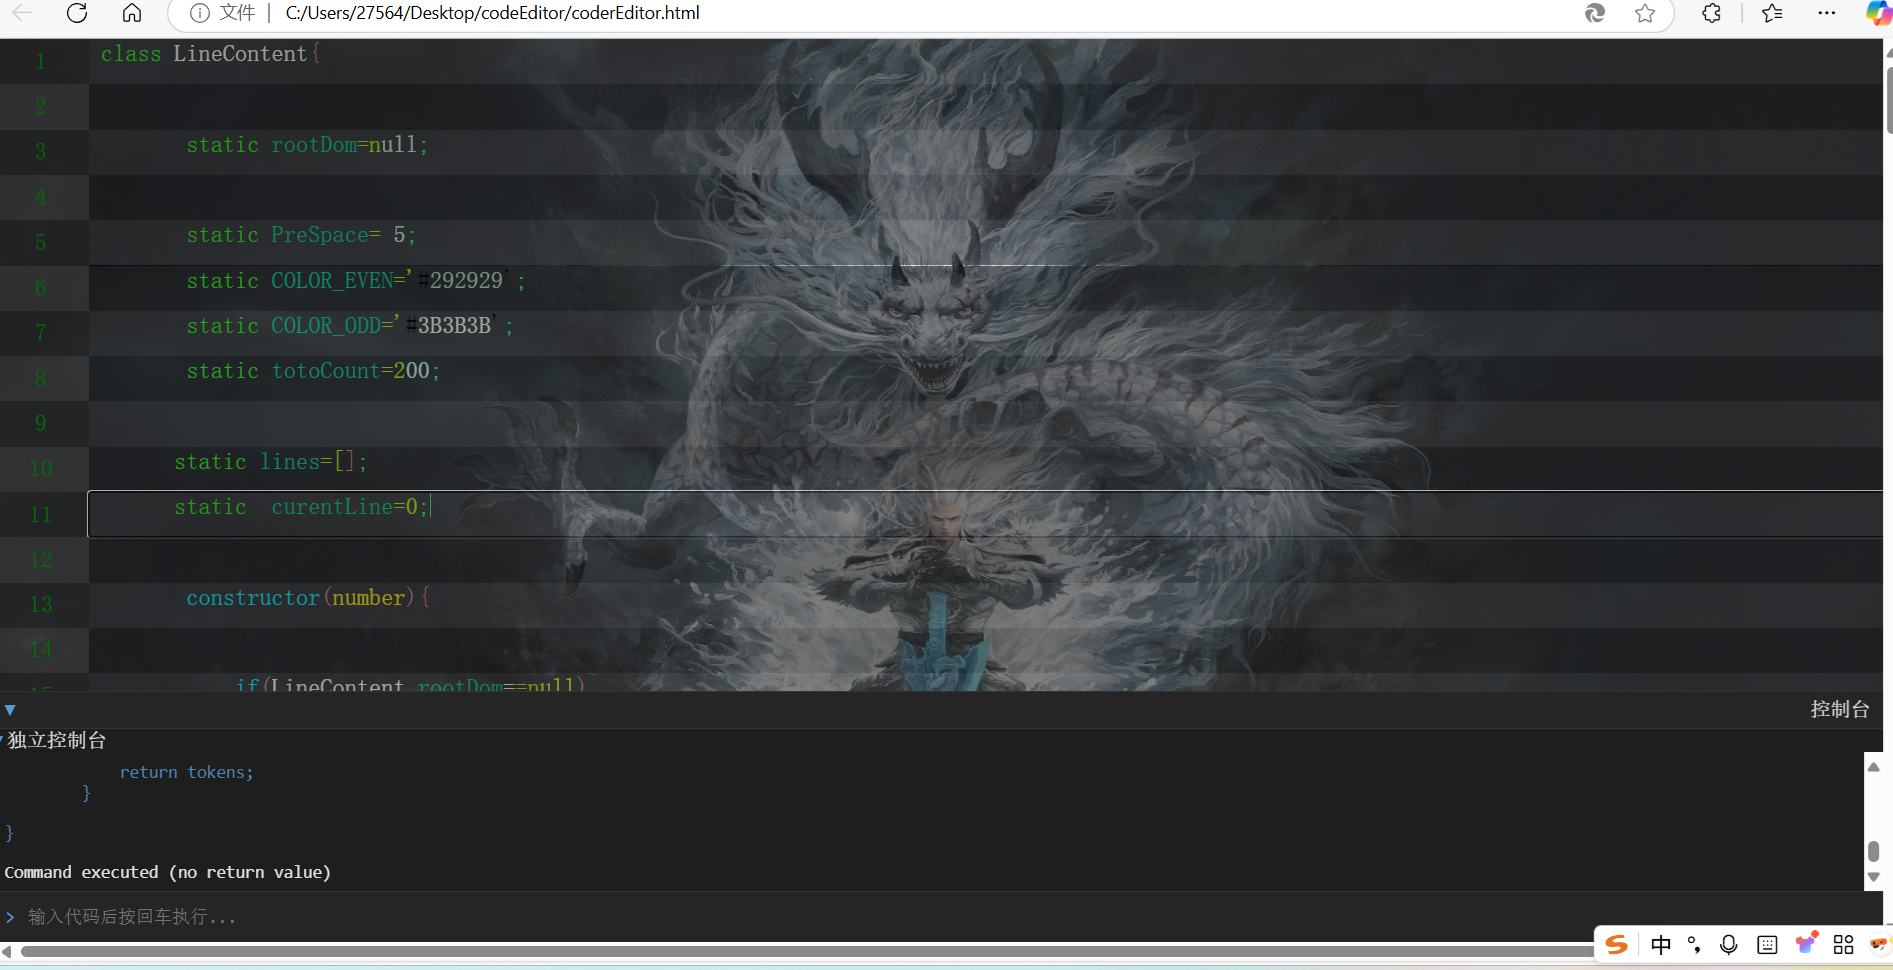 文件 | C:/Users/27564/Desktop/codeEditor/coderEditor.html
1 class LineContent{
2
3 static rootDom=null;
4
5 static PreSpace= 5;
6 static COLOR_EVEN='#292929';
7 static COLOR_ODD='#3B3B3B';
8 static totoCount=200;
9
10 static lines=[];
11 static  curentLine=0;
12
13 constructor(number){
14
15 if(LineContent.rootDom==null)
▼ 控制台
▼独立控制台
return tokens;
}
}
Command executed (no return value)
> 输入代码后按回车执行...
中